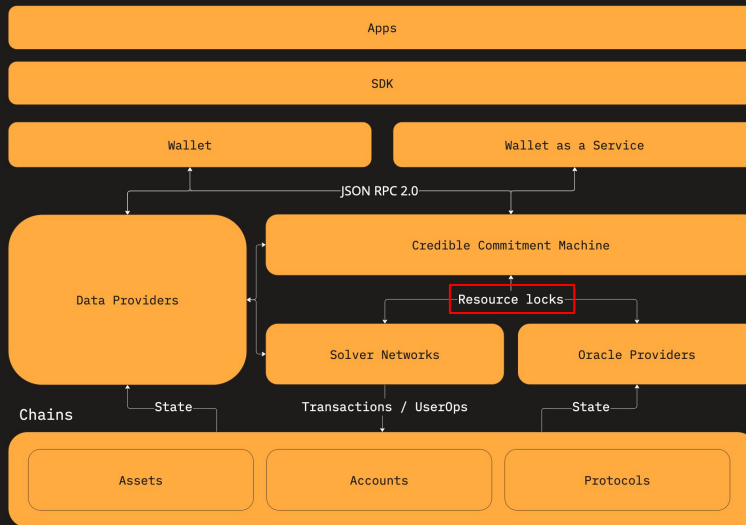 Apps
SDK
Wallet
Wallet as a Service
JSON RPC 2.0
Credible Commitment Machine
Data Providers
Resource locks
Solver Networks
Oracle Providers
Chains
State
Transactions / UserOps
State
Assets
Accounts
Protocols